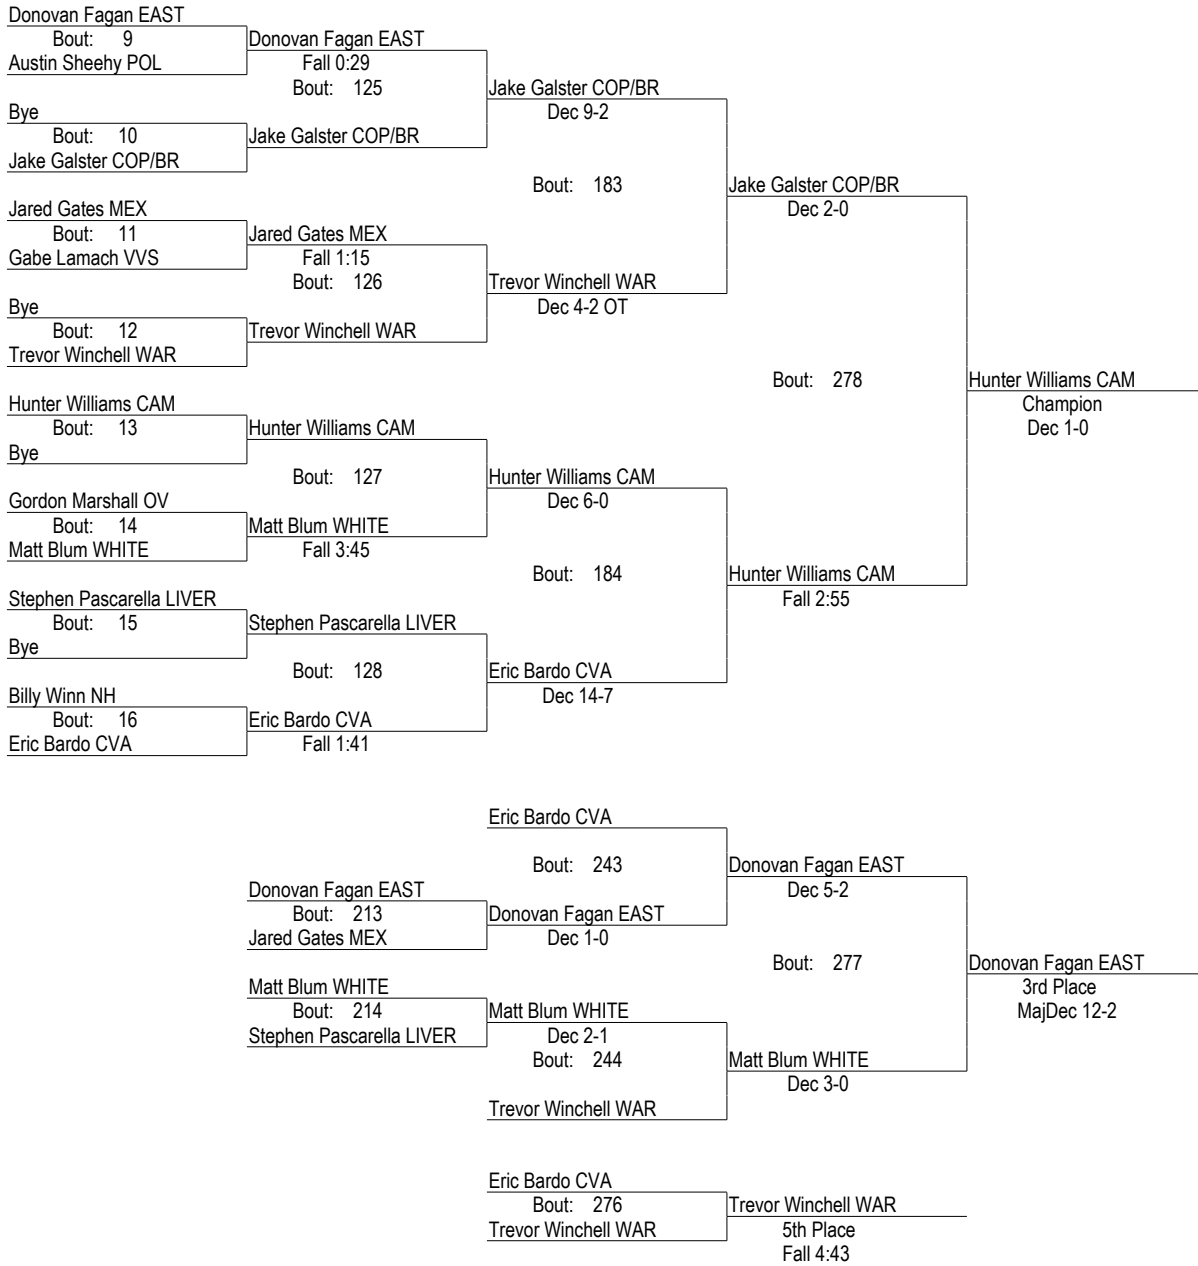 Donovan Fagan EAST
Bout: 9
Donovan Fagan EAST
Austin Sheehy POL
Fall 0:29
Bout: 125
Jake Galster COP/BR
Bye
Dec 9-2
Bout: 10
Jake Galster COP/BR
Jake Galster COP/BR
Bout: 183
Jake Galster COP/BR
Jared Gates MEX
Dec 2-0
Bout: 11
Jared Gates MEX
Gabe Lamach VVS
Fall 1:15
Bout: 126
Trevor Winchell WAR
Bye
Dec 4-2 OT
Bout: 12
Trevor Winchell WAR
Trevor Winchell WAR
Bout: 278
Hunter Williams CAM
Hunter Williams CAM
Champion
Bout: 13
Hunter Williams CAM
Dec 1-0
Bye
Bout: 127
Hunter Williams CAM
Gordon Marshall OV
Dec 6-0
Bout: 14
Matt Blum WHITE
Matt Blum WHITE
Fall 3:45
Bout: 184
Hunter Williams CAM
Stephen Pascarella LIVER
Fall 2:55
Bout: 15
Stephen Pascarella LIVER
Bye
Bout: 128
Eric Bardo CVA
Billy Winn NH
Dec 14-7
Bout: 16
Eric Bardo CVA
Eric Bardo CVA
Fall 1:41
Eric Bardo CVA
Bout: 243
Donovan Fagan EAST
Donovan Fagan EAST
Dec 5-2
Bout: 213
Donovan Fagan EAST
Jared Gates MEX
Dec 1-0
Bout: 277
Donovan Fagan EAST
Matt Blum WHITE
3rd Place
Bout: 214
Matt Blum WHITE
MajDec 12-2
Stephen Pascarella LIVER
Dec 2-1
Bout: 244
Matt Blum WHITE
Dec 3-0
Trevor Winchell WAR
Eric Bardo CVA
Bout: 276
Trevor Winchell WAR
Trevor Winchell WAR
5th Place
Fall 4:43